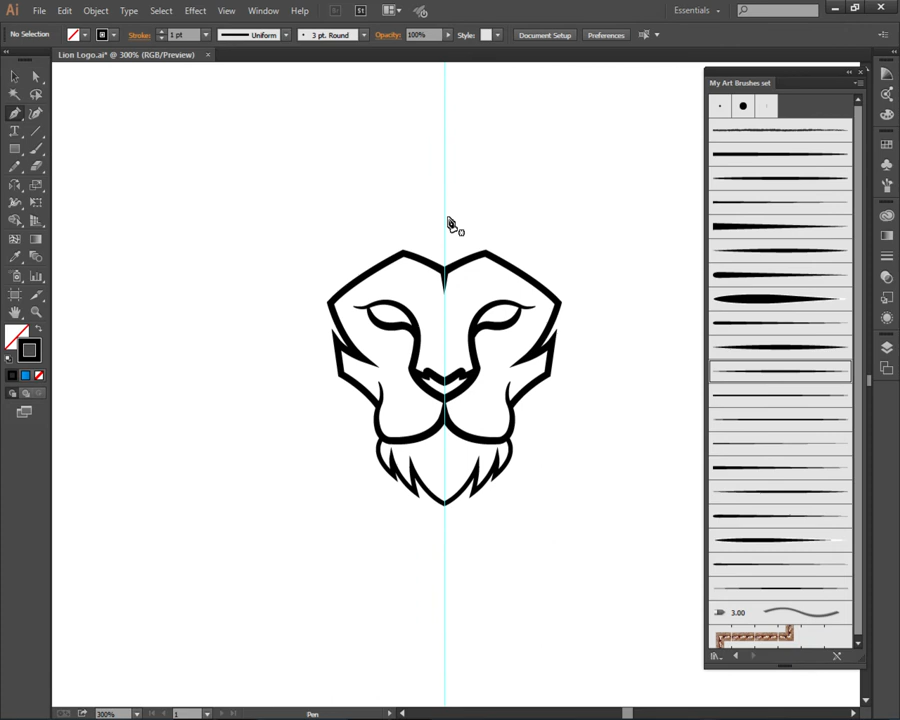 Ai File Edit Object Type Select Effect View Window Help Br St Essentials
No Selection Stroke: 1 pt Uniform 3 pt. Round Opacity: 100% Style: Document Setup Preferences
Lion Logo.ai* @ 300% (RGB/Preview) ×
My Art Brushes set
3.00
300% 1 Pen